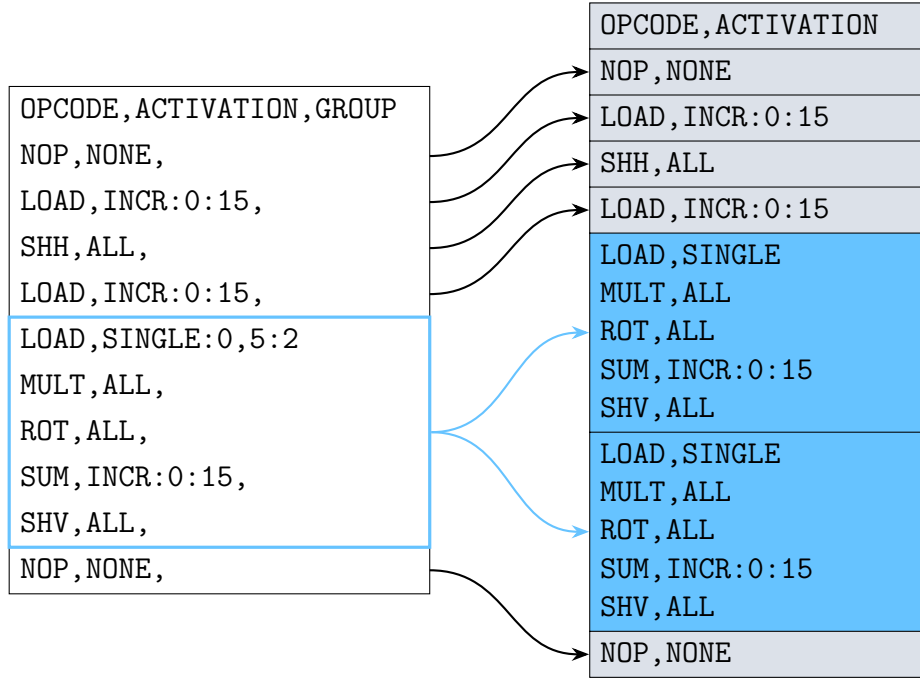 OPCODE,ACTIVATION,GROUP
NOP,NONE,
LOAD,INCR:0:15,
SHH,ALL,
LOAD,INCR:0:15,
LOAD,SINGLE:0,5:2
MULT,ALL,
ROT,ALL,
SUM,INCR:0:15,
SHV,ALL,
NOP,NONE,
OPCODE,ACTIVATION
NOP,NONE
LOAD,INCR:0:15
SHH,ALL
LOAD,INCR:0:15
LOAD,SINGLE
MULT,ALL
ROT,ALL
SUM,INCR:0:15
SHV,ALL
LOAD,SINGLE
MULT,ALL
ROT,ALL
SUM,INCR:0:15
SHV,ALL
NOP,NONE